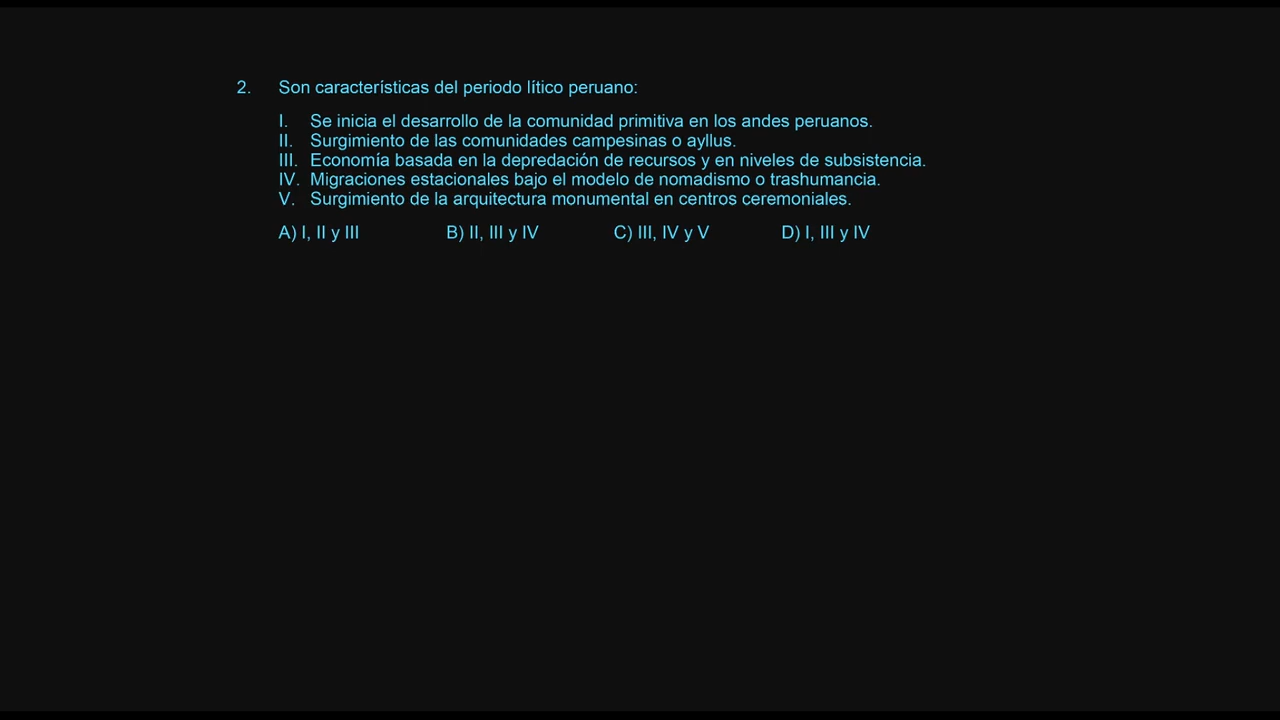 2. Son características del periodo lítico peruano:
I. Se inicia el desarrollo de la comunidad primitiva en los andes peruanos.
II. Surgimiento de las comunidades campesinas o ayllus.
III. Economía basada en la depredación de recursos y en niveles de subsistencia.
IV. Migraciones estacionales bajo el modelo de nomadismo o trashumancia.
V. Surgimiento de la arquitectura monumental en centros ceremoniales.
A) I, II y III B) II, III y IV C) III, IV y V D) I, III y IV